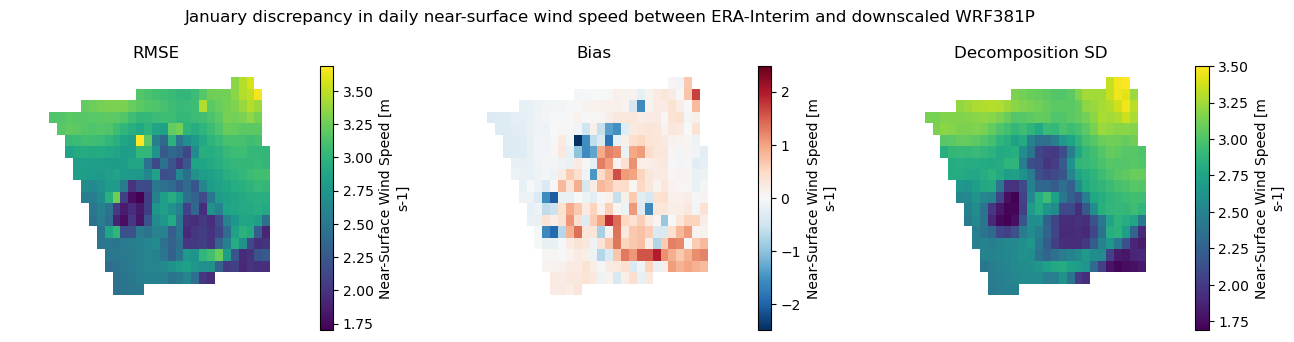 January discrepancy in daily near-surface wind speed between ERA-Interim and downscaled WRF381P
RMSE
3.50
3.25
3.00
2.75
2.50
2.25
2.00
1.75
Near-Surface Wind Speed [m
s-1]
Bias
2
1
0
−1
−2
Near-Surface Wind Speed [m
s-1]
Decomposition SD
3.50
3.25
3.00
2.75
2.50
2.25
2.00
1.75
Near-Surface Wind Speed [m
s-1]